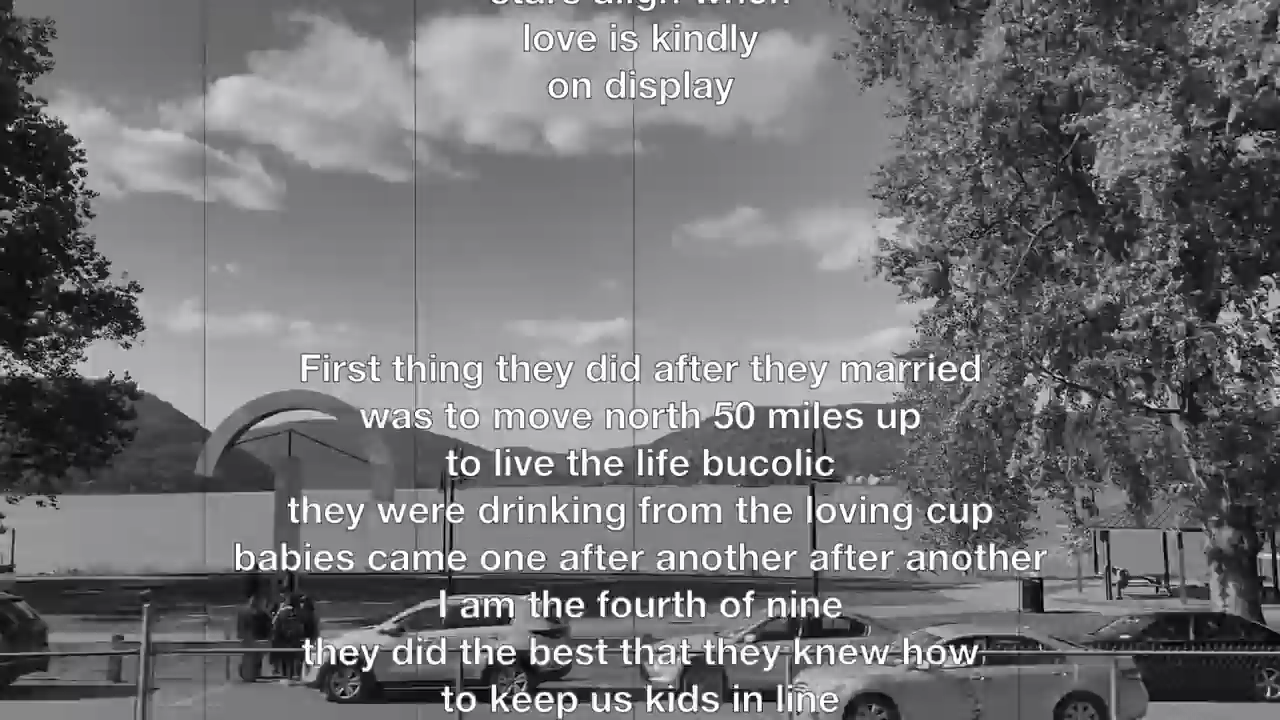 stars align when
love is kindly
on display
First thing they did after they married
was to move north 50 miles up
to live the life bucolic
they were drinking from the loving cup
babies came one after another after another
I am the fourth of nine
they did the best that they knew how
to keep us kids in line